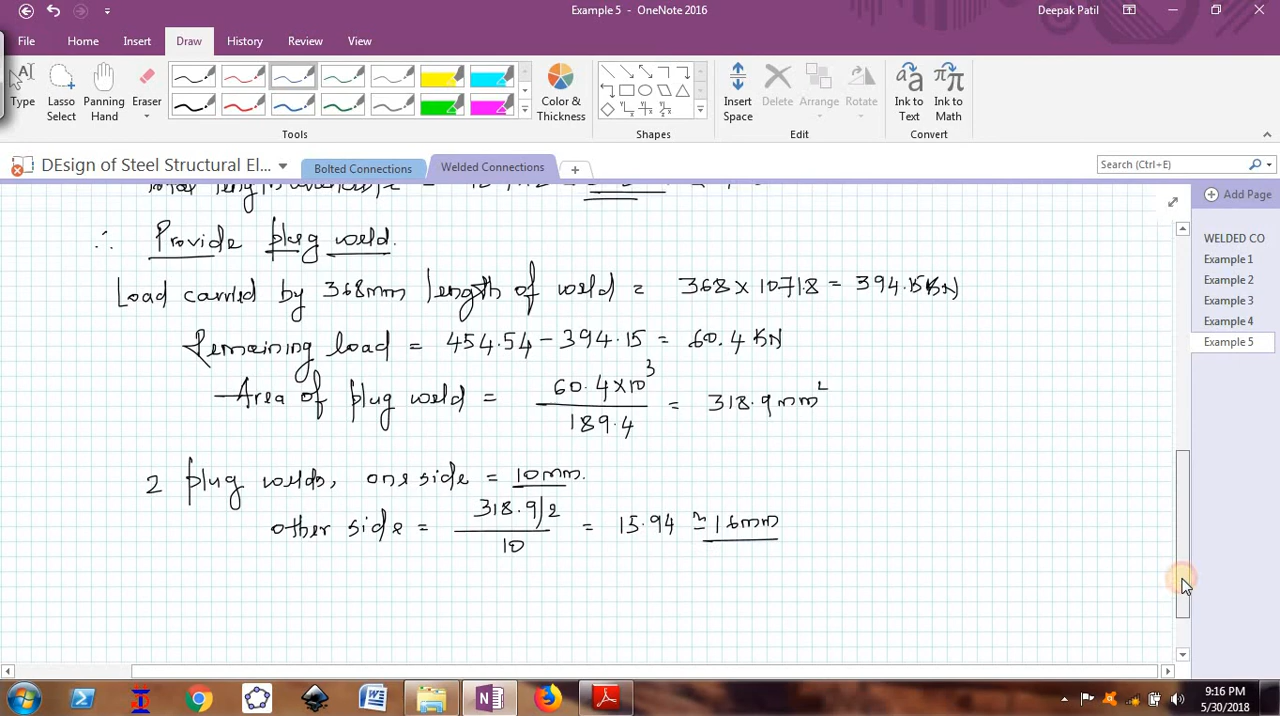 Example 5 - OneNote 2016
Deepak Patil
File Home Insert Draw History Review View
Type
Lasso Select
Panning Hand
Eraser
Color & Thickness
Insert Space
Delete
Arrange
Rotate
Ink to Text
Ink to Math
Tools
Shapes
Edit
Convert
DEsign of Steel Structural El...
Bolted Connections
Welded Connections
Search (Ctrl+E)
Add Page
WELDED CO
Example 1
Example 2
Example 3
Example 4
Example 5
∴ Provide plug weld.
Load carried by 368mm length of weld = 368 x 1071.8 = 394.15 KN
Remaining load = 454.54 - 394.15 = 60.4 KN
Area of plug weld = 60.4 x 10³ / 189.4 = 318.9 mm²
2 plug welds, one side = 10mm.
other side = 318.9/2 / 10 = 15.94 ≃ 16mm
9:16 PM
5/30/2018